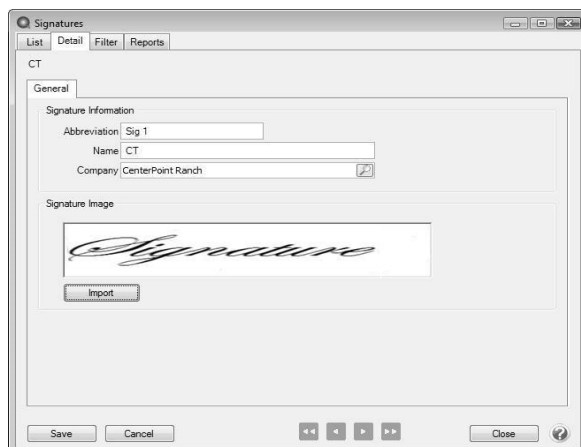 Signatures
List Detail Filter Reports
CT
General
Signature Information
Abbreviation Sig 1
Name CT
Company CenterPoint Ranch
Signature Image
Signature
Import
Save Cancel Close ?